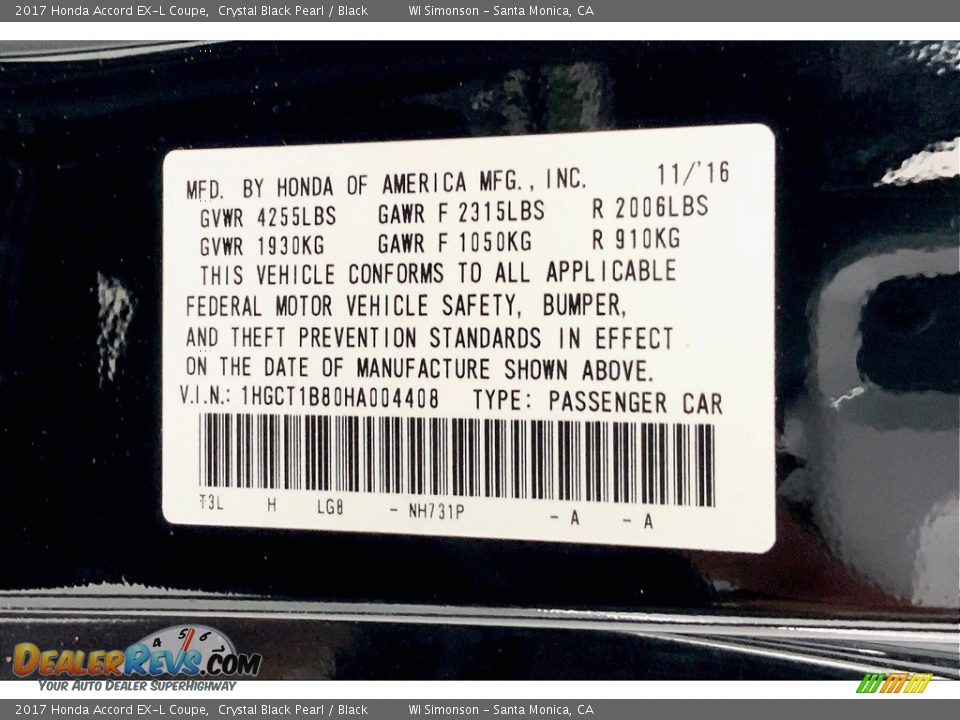 2017 Honda Accord EX-L Coupe, Crystal Black Pearl / Black WI Simonson - Santa Monica, CA
MFD. BY HONDA OF AMERICA MFG., INC. 11/'16
GVWR 4255LBS GAWR F 2315LBS R 2006LBS
GVWR 1930KG GAWR F 1050KG R 910KG
THIS VEHICLE CONFORMS TO ALL APPLICABLE
FEDERAL MOTOR VEHICLE SAFETY, BUMPER,
AND THEFT PREVENTION STANDARDS IN EFFECT
ON THE DATE OF MANUFACTURE SHOWN ABOVE.
V.I.N.: 1HGCT1B80HA004408 TYPE: PASSENGER CAR
T3L H LG8 - NH731P - A - A
4 5 6
DEALERREVS.COM
YOUR AUTO DEALER SUPERHIGHWAY
2017 Honda Accord EX-L Coupe, Crystal Black Pearl / Black WI Simonson - Santa Monica, CA